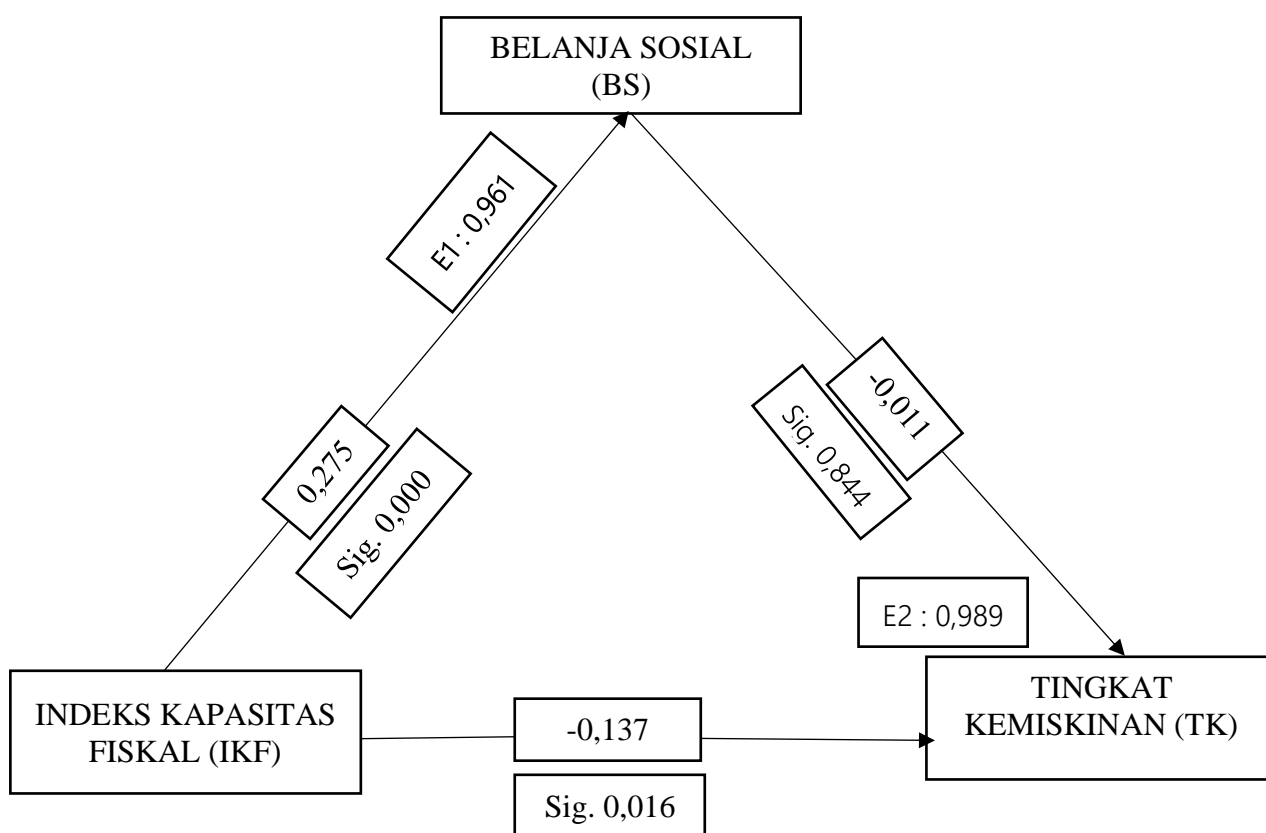 BELANJA SOSIAL
(BS)
E1 : 0,961
0,275
Sig. 0,000
-0,011
Sig. 0,844
E2 : 0,989
INDEKS KAPASITAS
FISKAL (IKF)
-0,137
Sig. 0,016
TINGKAT
KEMISKINAN (TK)